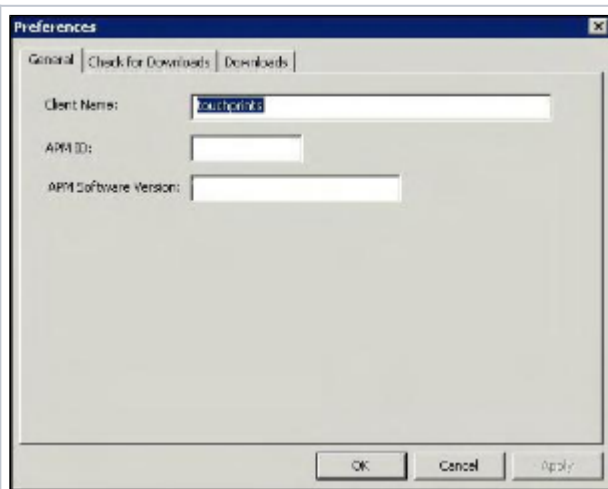 Preferences
General Check for Downloads Downloads
Client Name: touchprints
APM ID:
APM Software Version:
OK Cancel Apply